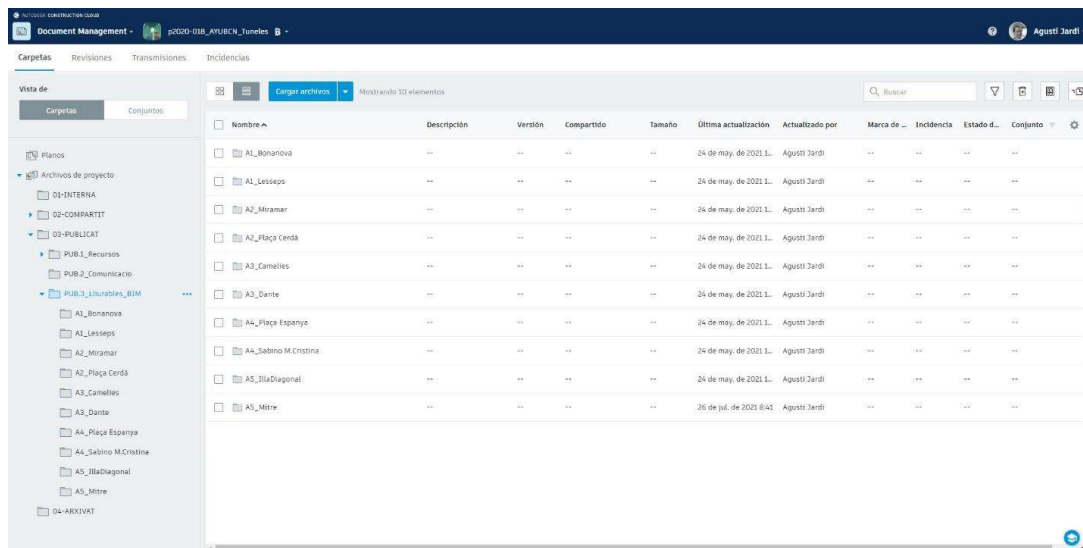 AUTODESK CONSTRUCTION CLOUD
Document Management
p2020-018_AYUBCN_Tuneles B
Agustí Jardí
Carpetas Revisiones Transmisiones Incidencias
Vista de
Carpetas Conjuntos
Planos
Archivos de proyecto
01-INTERNA
02-COMPARTIT
03-PUBLICAT
PUB.1_Recursos
PUB.2_Comunicacio
PUB.3_Lliurables_BIM
A1_Bonanova
A1_Lesseps
A2_Miramar
A2_Plaça Cerdà
A3_Camelies
A3_Dante
A4_Plaça Espanya
A4_Sabino M.Cristina
A5_IllaDiagonal
A5_Mitre
04-ARXIVAT
Cargar archivos Mostrando 10 elementos
Buscar
Nombre Descripción Versión Compartido Tamaño Última actualización Actualizado por Marca de ... Incidencia Estado d... Conjunto
A1_Bonanova -- -- -- -- 24 de may. de 2021 1... Agustí Jardí -- -- -- --
A1_Lesseps -- -- -- -- 24 de may. de 2021 1... Agustí Jardí -- -- -- --
A2_Miramar -- -- -- -- 24 de may. de 2021 1... Agustí Jardí -- -- -- --
A2_Plaça Cerdà -- -- -- -- 24 de may. de 2021 1... Agustí Jardí -- -- -- --
A3_Camelies -- -- -- -- 24 de may. de 2021 1... Agustí Jardí -- -- -- --
A3_Dante -- -- -- -- 24 de may. de 2021 1... Agustí Jardí -- -- -- --
A4_Plaça Espanya -- -- -- -- 24 de may. de 2021 1... Agustí Jardí -- -- -- --
A4_Sabino M.Cristina -- -- -- -- 24 de may. de 2021 1... Agustí Jardí -- -- -- --
A5_IllaDiagonal -- -- -- -- 24 de may. de 2021 1... Agustí Jardí -- -- -- --
A5_Mitre -- -- -- -- 26 de jul. de 2021 8:41 Agustí Jardí -- -- -- --